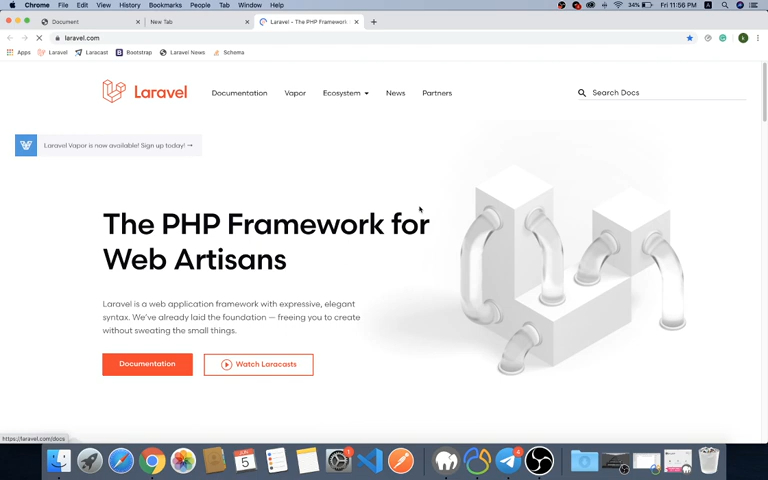 Chrome File Edit View History Bookmarks People Tab Window Help 34% Fri 11:56 PM
Document New Tab Laravel - The PHP Framework
laravel.com
Apps Laravel Laracast Bootstrap Laravel News Schema
Laravel Documentation Vapor Ecosystem News Partners Search Docs
Laravel Vapor is now available! Sign up today! →
The PHP Framework for
Web Artisans
Laravel is a web application framework with expressive, elegant
syntax. We've already laid the foundation — freeing you to create
without sweating the small things.
Documentation Watch Laracasts
https://laravel.com/docs
5